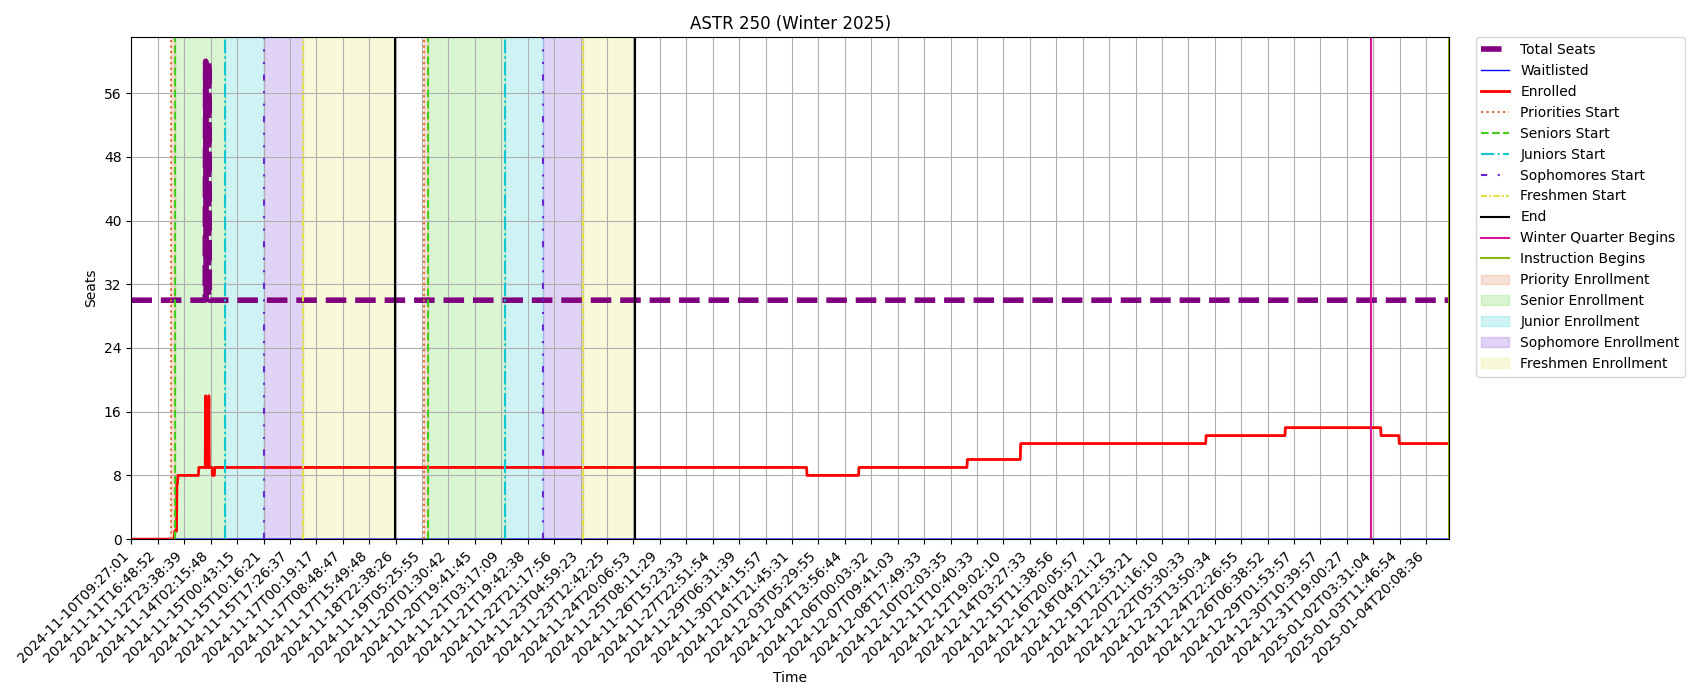 ASTR 250 (Winter 2025)
Seats
56
48
40
32
24
16
8
0
2024-11-10T09:27:01
2024-11-11T16:48:52
2024-11-12T23:38:39
2024-11-14T02:15:48
2024-11-15T00:43:15
2024-11-15T10:16:21
2024-11-15T17:26:37
2024-11-17T00:19:17
2024-11-17T08:48:47
2024-11-17T15:49:48
2024-11-18T22:38:26
2024-11-19T05:25:55
2024-11-20T01:30:42
2024-11-20T19:41:45
2024-11-21T03:17:09
2024-11-21T19:42:38
2024-11-22T21:17:56
2024-11-23T04:59:23
2024-11-23T12:42:25
2024-11-24T20:06:53
2024-11-25T08:11:29
2024-11-26T15:23:33
2024-11-27T22:51:54
2024-11-29T06:31:39
2024-11-30T14:15:57
2024-12-01T21:45:31
2024-12-03T05:29:55
2024-12-04T13:56:44
2024-12-06T00:03:32
2024-12-07T09:41:03
2024-12-08T17:49:33
2024-12-10T02:03:35
2024-12-11T10:40:33
2024-12-12T19:02:10
2024-12-14T03:27:33
2024-12-15T11:38:56
2024-12-16T20:05:57
2024-12-18T04:21:12
2024-12-19T12:53:21
2024-12-20T21:16:10
2024-12-22T05:30:33
2024-12-23T13:50:34
2024-12-24T22:26:55
2024-12-26T06:38:52
2024-12-29T01:53:57
2024-12-30T10:39:57
2024-12-31T19:00:27
2025-01-02T03:31:04
2025-01-03T11:46:54
2025-01-04T20:08:36
Time
Total Seats
Waitlisted
Enrolled
Priorities Start
Seniors Start
Juniors Start
Sophomores Start
Freshmen Start
End
Winter Quarter Begins
Instruction Begins
Priority Enrollment
Senior Enrollment
Junior Enrollment
Sophomore Enrollment
Freshmen Enrollment